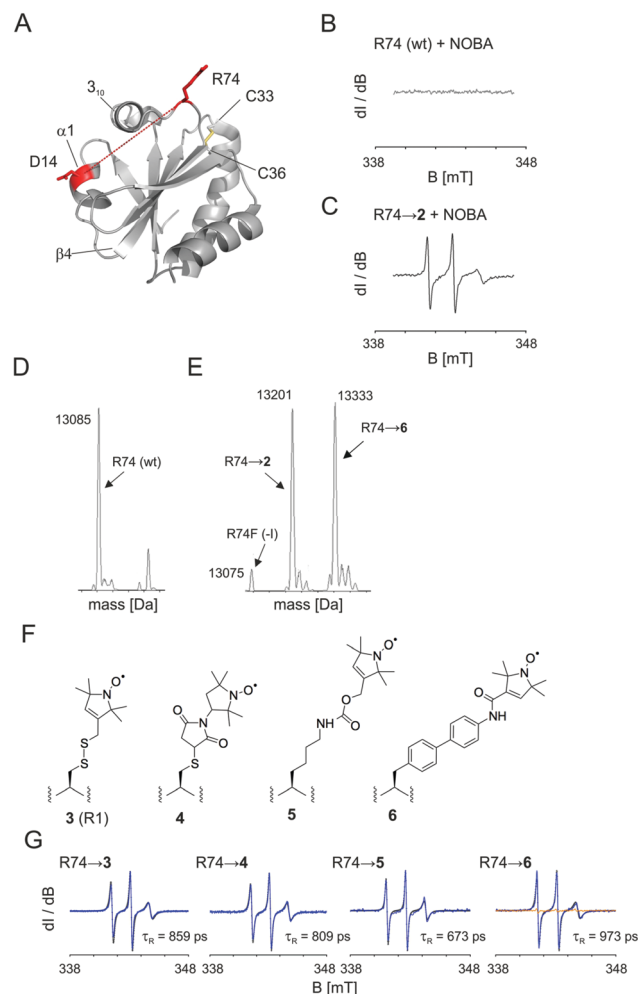 A
R74
3₁₀
C33
α1
D14
C36
β4
B
R74 (wt) + NOBA
dI / dB
338 348
B [mT]
C
R74→2 + NOBA
dI / dB
338 348
B [mT]
D
13085
R74 (wt)
mass [Da]
E
13201 13333
R74→6
R74→2
R74F (-I)
13075
mass [Da]
F
N O•
S
S
3 (R1)
N O•
O N O
S
4
N O•
O O
NH
5
N O•
O
NH
6
G
R74→3 R74→4 R74→5 R74→6
dI / dB
τR = 859 ps τR = 809 ps τR = 673 ps τR = 973 ps
338 348 338 348 338 348 338 348
B [mT]